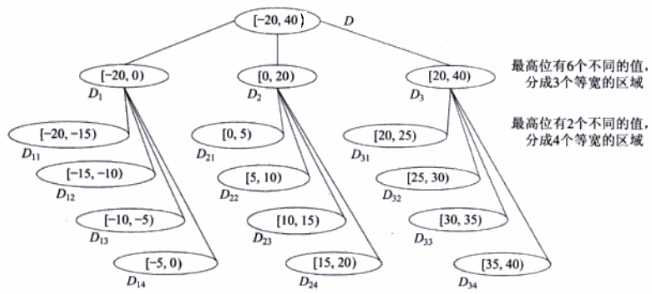 [−20, 40) D
[−20, 0) [0, 20) [20, 40) 最高位有6个不同的值，
D1 D2 D3 分成3个等宽的区域
[−20, −15) [0, 5) [20, 25) 最高位有2个不同的值，
D11 D21 D31 分成4个等宽的区域
[−15, −10) [5, 10) [25, 30)
D12 D22 D32
[−10, −5) [10, 15) [30, 35)
D13 D23 D33
[−5, 0) [15, 20) [35, 40)
D14 D24 D34